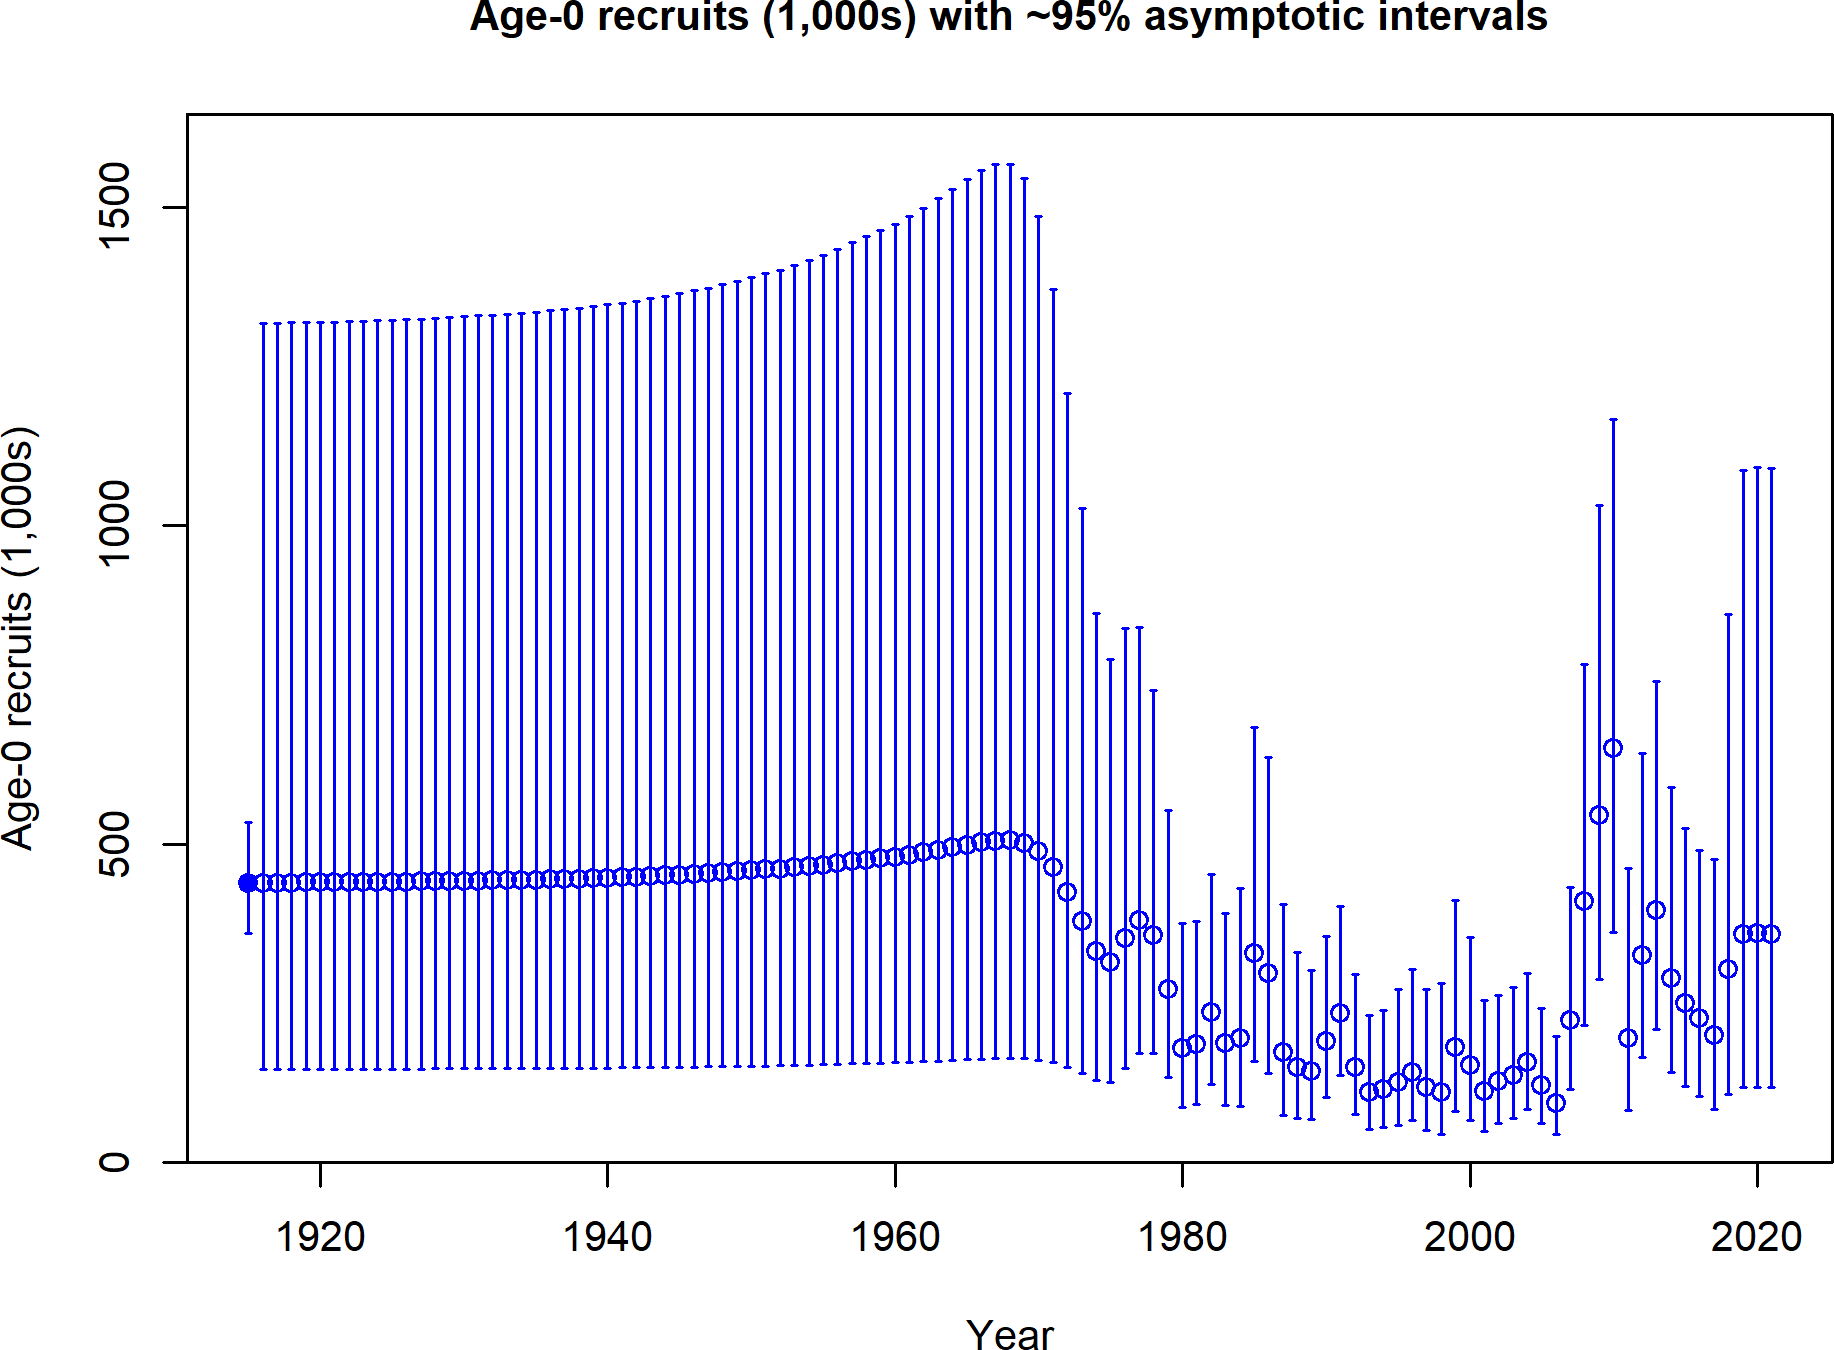 Age-0 recruits (1,000s) with ~95% asymptotic intervals
Age-0 recruits (1,000s)
1500
1000
500
0
1920 1940 1960 1980 2000 2020
Year